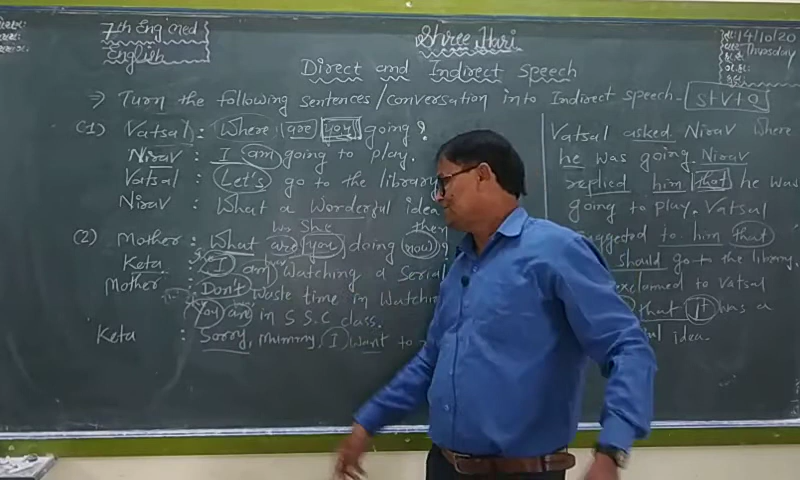 7th Eng. med
English
Shree Hari
14/10/20
Direct and Indirect Speech
⇒ Turn the following sentences/conversation into Indirect speech. S+V+O
(1) Vatsal : Where are you going?
Nirav : I am going to play.
Vatsal : Let's go to the library
Nirav : What a Wonderful idea
was She then
(2) Mother : What are you doing now?
Keta : I am Watching a Serial
Mother : Don't waste time in Watching
You are in S S C class.
Keta : Sorry, mummy, I want to
Vatsal asked Nirav where
he was going. Nirav
replied him that he was
going to play. Vatsal
suggested to him that
should go to the library.
exclaimed to Vatsal
that it was a
idea.